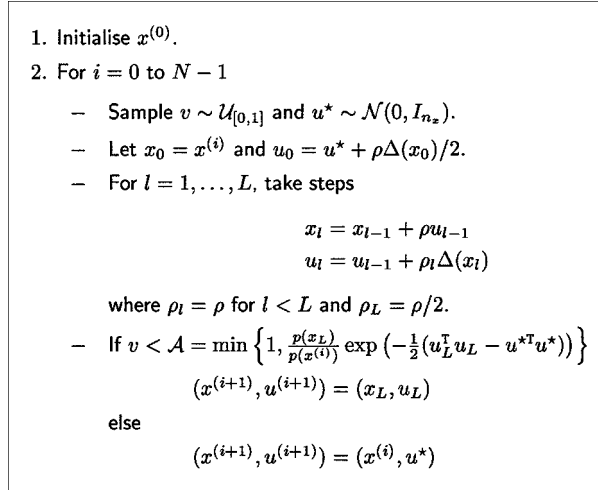 1. Initialise x^{(0)}.
2. For i = 0 to N − 1
– Sample v ∼ 𝒰_{[0,1]} and u^⋆ ∼ 𝒩(0, I_{n_x}).
– Let x_0 = x^{(i)} and u_0 = u^⋆ + ρΔ(x_0)/2.
– For l = 1, . . . , L, take steps
x_l = x_{l−1} + ρu_{l−1}
u_l = u_{l−1} + ρ_lΔ(x_l)
where ρ_l = ρ for l < L and ρ_L = ρ/2.
– If v < 𝒜 = min {1, \frac{p(x_L)}{p(x^{(i)})} exp (−\frac{1}{2}(u_L^T u_L − u^{⋆T}u^⋆))}
(x^{(i+1)}, u^{(i+1)}) = (x_L, u_L)
else
(x^{(i+1)}, u^{(i+1)}) = (x^{(i)}, u^⋆)